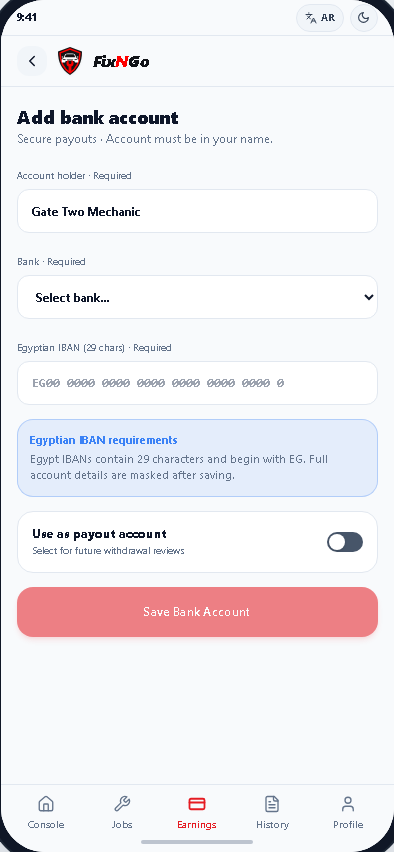 9:41
AR
FixNGo
Add bank account
Secure payouts · Account must be in your name.
Account holder · Required
Gate Two Mechanic
Bank · Required
Select bank...
Egyptian IBAN (29 chars) · Required
EG00 0000 0000 0000 0000 0000 0000 0
Egyptian IBAN requirements
Egypt IBANs contain 29 characters and begin with EG. Full
account details are masked after saving.
Use as payout account
Select for future withdrawal reviews
Save Bank Account
Console
Jobs
Earnings
History
Profile